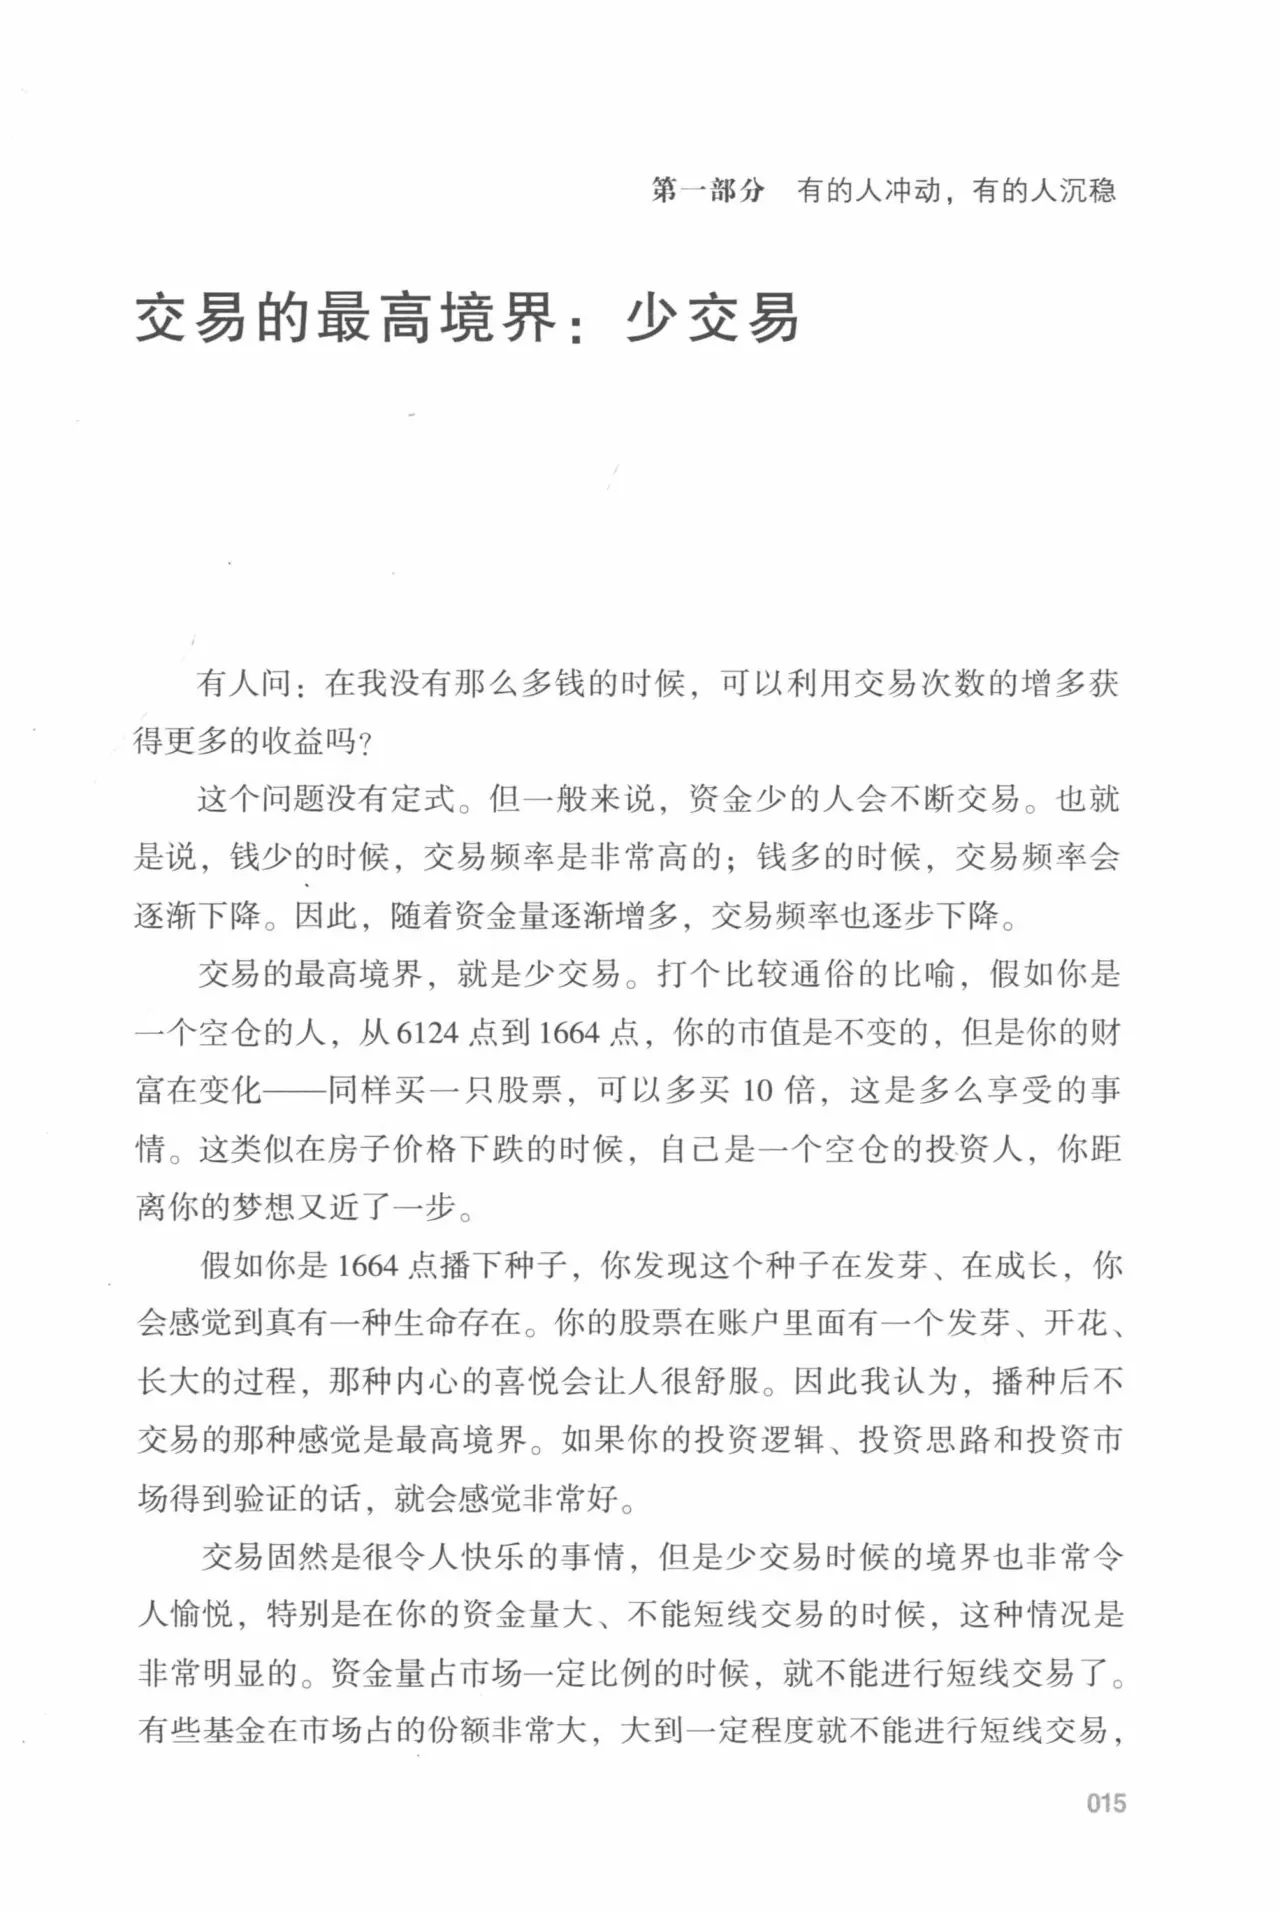 第一部分 有的人冲动，有的人沉稳
交易的最高境界：少交易
有人问：在我没有那么多钱的时候，可以利用交易次数的增多获
得更多的收益吗？
这个问题没有定式。但一般来说，资金少的人会不断交易。也就
是说，钱少的时候，交易频率是非常高的；钱多的时候，交易频率会
逐渐下降。因此，随着资金量逐渐增多，交易频率也逐步下降。
交易的最高境界，就是少交易。打个比较通俗的比喻，假如你是
一个空仓的人，从 6124 点到 1664 点，你的市值是不变的，但是你的财
富在变化——同样买一只股票，可以多买 10 倍，这是多么享受的事
情。这类似在房子价格下跌的时候，自己是一个空仓的投资人，你距
离你的梦想又近了一步。
假如你是 1664 点播下种子，你发现这个种子在发芽、在成长，你
会感觉到真有一种生命存在。你的股票在账户里面有一个发芽、开花、
长大的过程，那种内心的喜悦会让人很舒服。因此我认为，播种后不
交易的那种感觉是最高境界。如果你的投资逻辑、投资思路和投资市
场得到验证的话，就会感觉非常好。
交易固然是很令人快乐的事情，但是少交易时候的境界也非常令
人愉悦，特别是在你的资金量大、不能短线交易的时候，这种情况是
非常明显的。资金量占市场一定比例的时候，就不能进行短线交易了。
有些基金在市场占的份额非常大，大到一定程度就不能进行短线交易，
015